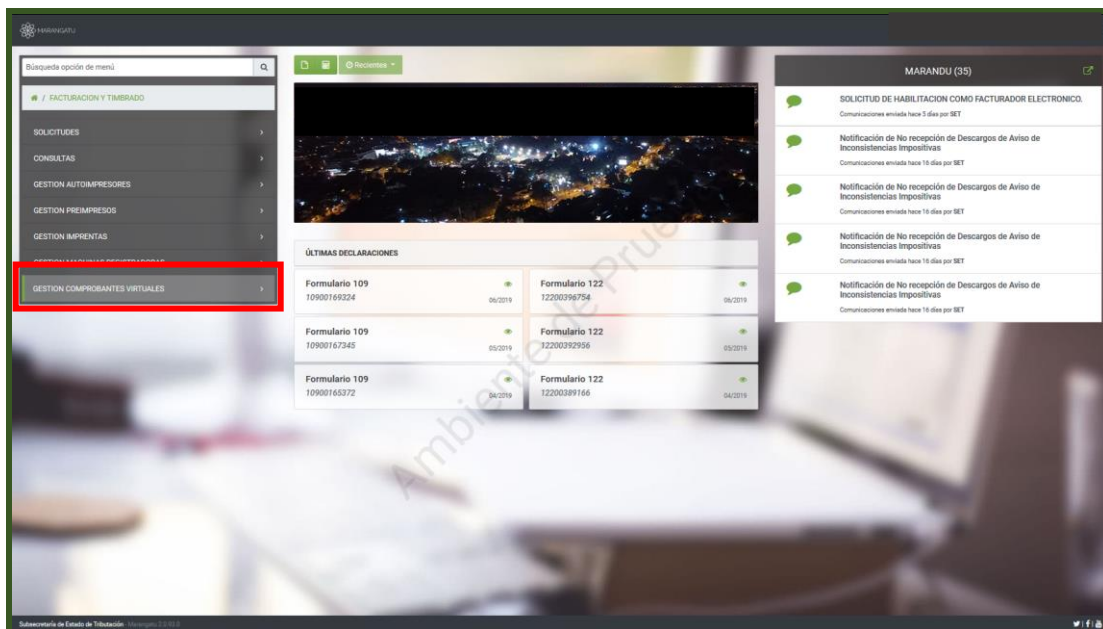 MARANGATU
Búsqueda opción de menú
/ FACTURACION Y TIMBRADO
SOLICITUDES
CONSULTAS
GESTION AUTOIMPRESORES
GESTION PREIMPRESOS
GESTION IMPRENTAS
GESTION MAQUINAS REGISTRADORAS
GESTION COMPROBANTES VIRTUALES
Recientes
ÚLTIMAS DECLARACIONES
Formulario 109
10900169324
06/2019
Formulario 122
12200396754
06/2019
Formulario 109
10900167345
05/2019
Formulario 122
12200392956
05/2019
Formulario 109
10900165372
04/2019
Formulario 122
12200389166
04/2019
MARANDU (35)
SOLICITUD DE HABILITACION COMO FACTURADOR ELECTRONICO.
Comunicaciones enviada hace 3 días por SET
Notificación de No recepción de Descargos de Aviso de
Inconsistencias Impositivas
Comunicaciones enviada hace 16 días por SET
Notificación de No recepción de Descargos de Aviso de
Inconsistencias Impositivas
Comunicaciones enviada hace 16 días por SET
Notificación de No recepción de Descargos de Aviso de
Inconsistencias Impositivas
Comunicaciones enviada hace 16 días por SET
Notificación de No recepción de Descargos de Aviso de
Inconsistencias Impositivas
Comunicaciones enviada hace 16 días por SET
Ambiente de Prue
Subsecretaría de Estado de Tributación